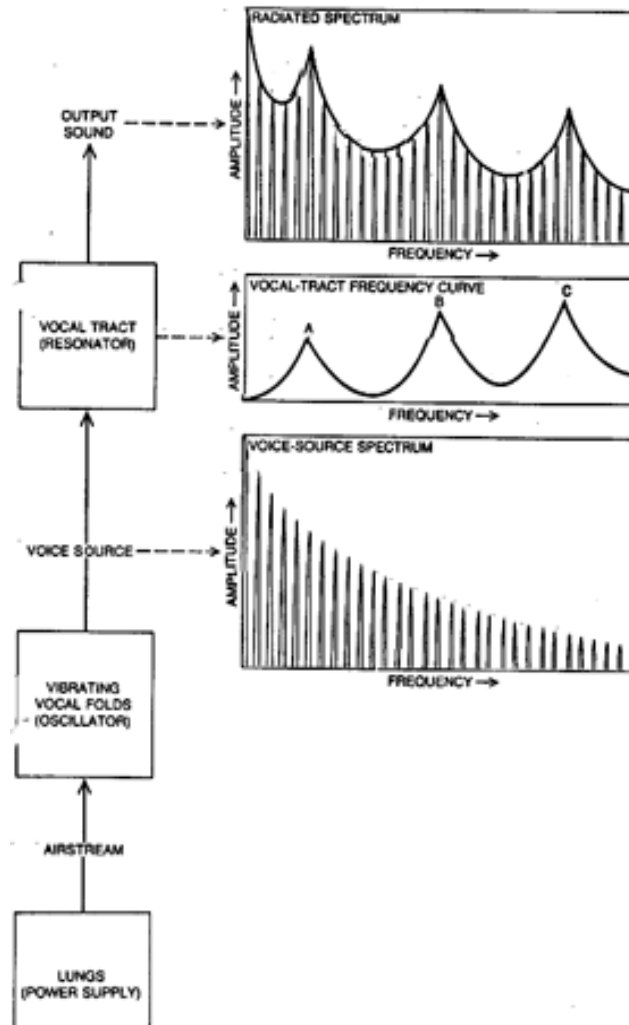 RADIATED SPECTRUM
AMPLITUDE
FREQUENCY
OUTPUT
SOUND
VOCAL-TRACT FREQUENCY CURVE
A
B
C
AMPLITUDE
FREQUENCY
VOCAL TRACT
(RESONATOR)
VOICE-SOURCE SPECTRUM
AMPLITUDE
FREQUENCY
VOICE SOURCE
VIBRATING
VOCAL FOLDS
(OSCILLATOR)
AIRSTREAM
LUNGS
(POWER SUPPLY)